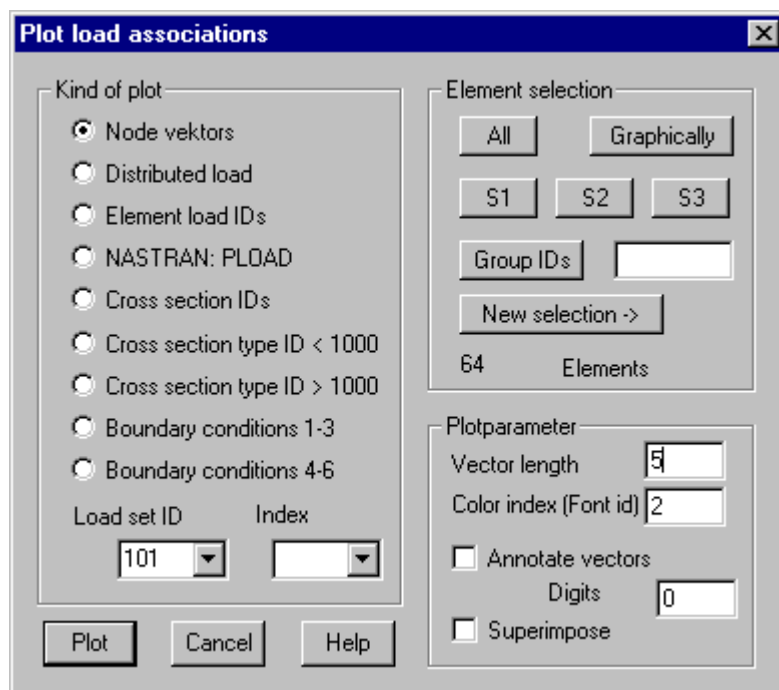 Plot load associations
Kind of plot
Node vektors
Distributed load
Element load IDs
NASTRAN: PLOAD
Cross section IDs
Cross section type ID < 1000
Cross section type ID > 1000
Boundary conditions 1-3
Boundary conditions 4-6
Load set ID Index
101
Plot Cancel Help
Element selection
All Graphically
S1 S2 S3
Group IDs
New selection ->
64 Elements
Plotparameter
Vector length 5
Color index (Font id) 2
Annotate vectors
Digits 0
Superimpose